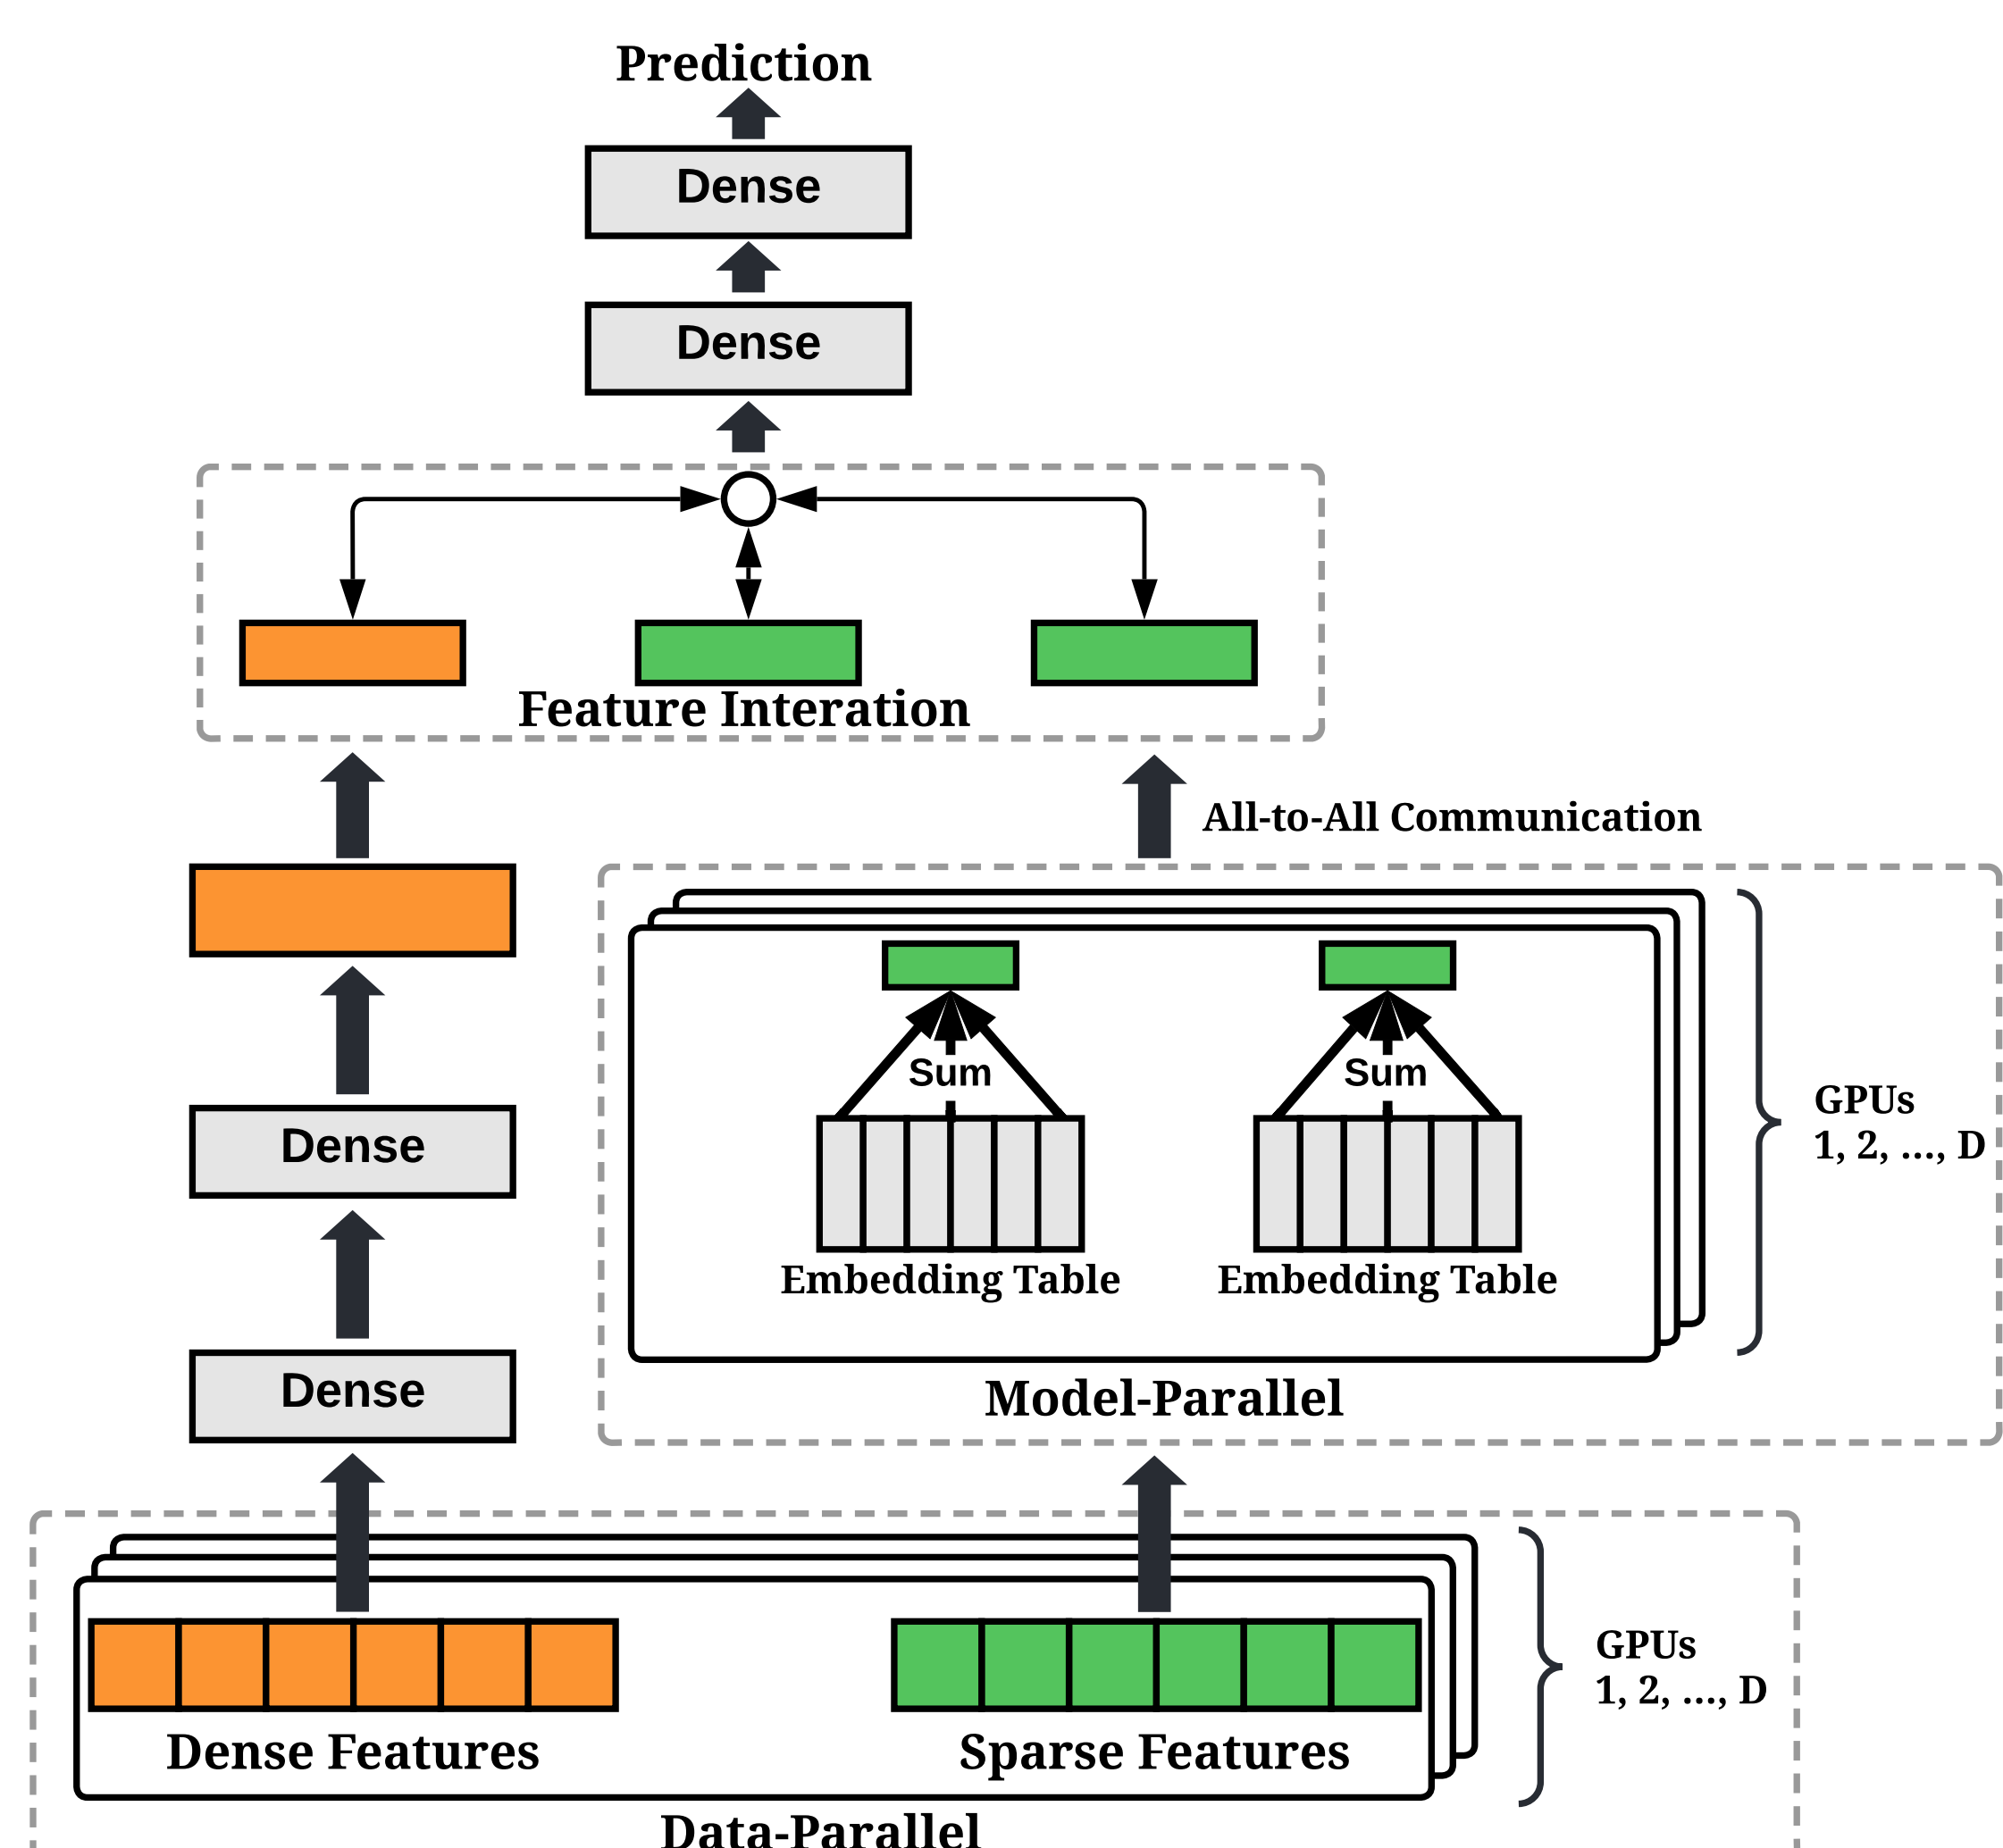 Prediction
Dense
Dense
Feature Interation
All-to-All Communication
Sum
Sum
GPUs
1, 2, ..., D
Dense
Embedding Table
Embedding Table
Dense
Model-Parallel
GPUs
1, 2, ..., D
Dense Features
Sparse Features
Data-Parallel